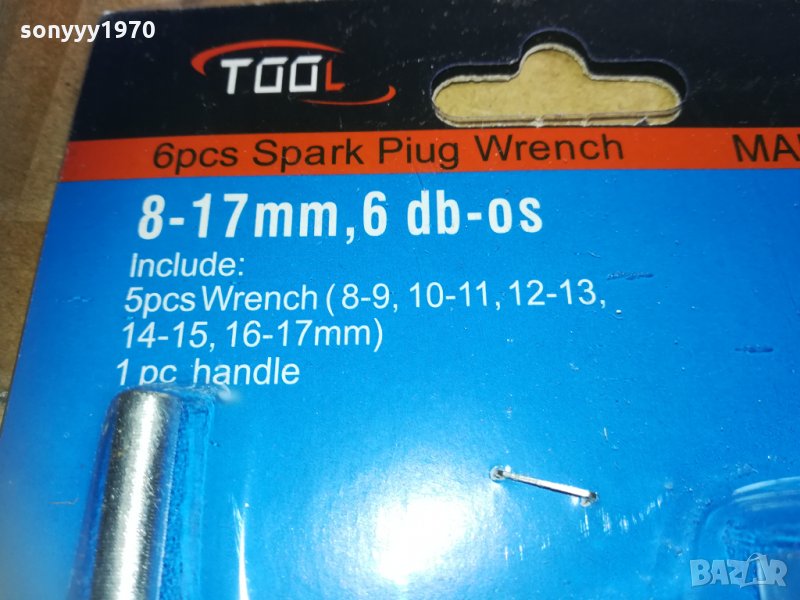 sonyyy1970
TOOL
6pcs Spark Piug Wrench
8-17mm,6 db-os
Include:
5pcs Wrench ( 8-9, 10-11, 12-13,
14-15, 16-17mm)
1 pc handle
BAZAR